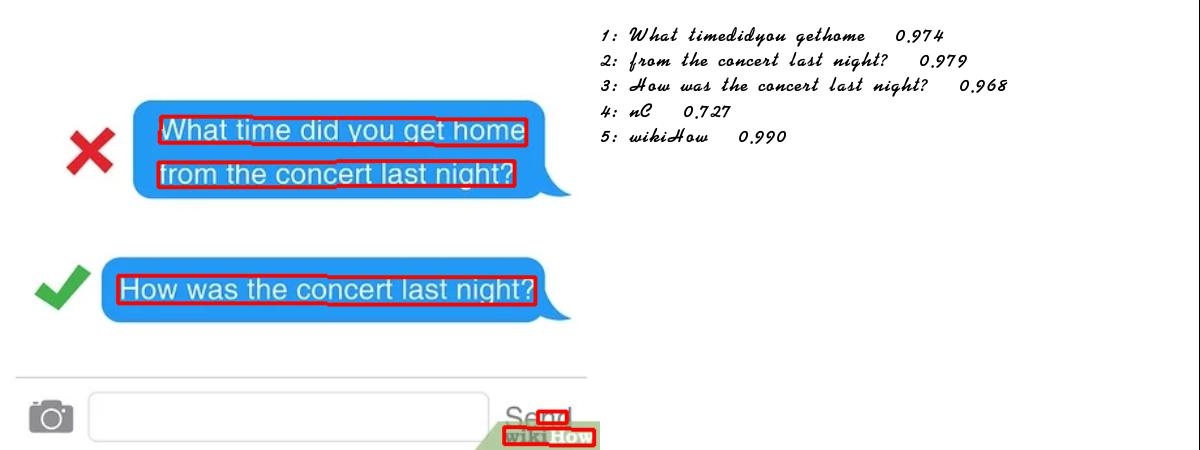 What time did you get home
from the concert last night?
How was the concert last night?
Send
wikiHow
1: What timedidyou gethome 0.974
2: from the concert last night? 0.979
3: How was the concert last night? 0.968
4: nC 0.727
5: wikiHow 0.990